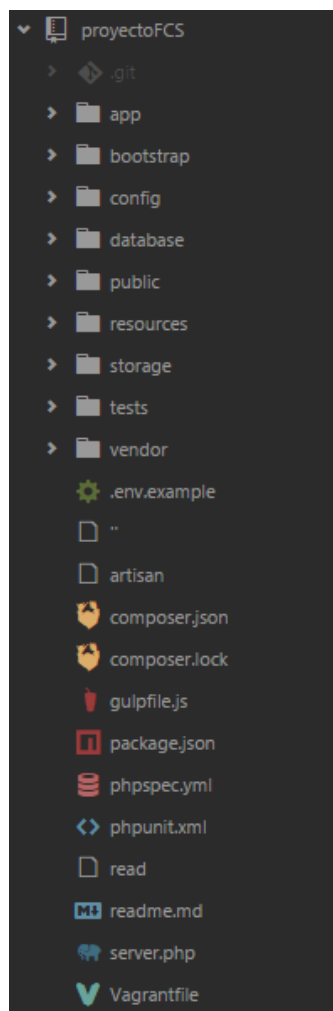 proyectoFCS
.git
app
bootstrap
config
database
public
resources
storage
tests
vendor
.env.example
¨
artisan
composer.json
composer.lock
gulpfile.js
package.json
phpspec.yml
phpunit.xml
read
readme.md
server.php
Vagrantfile